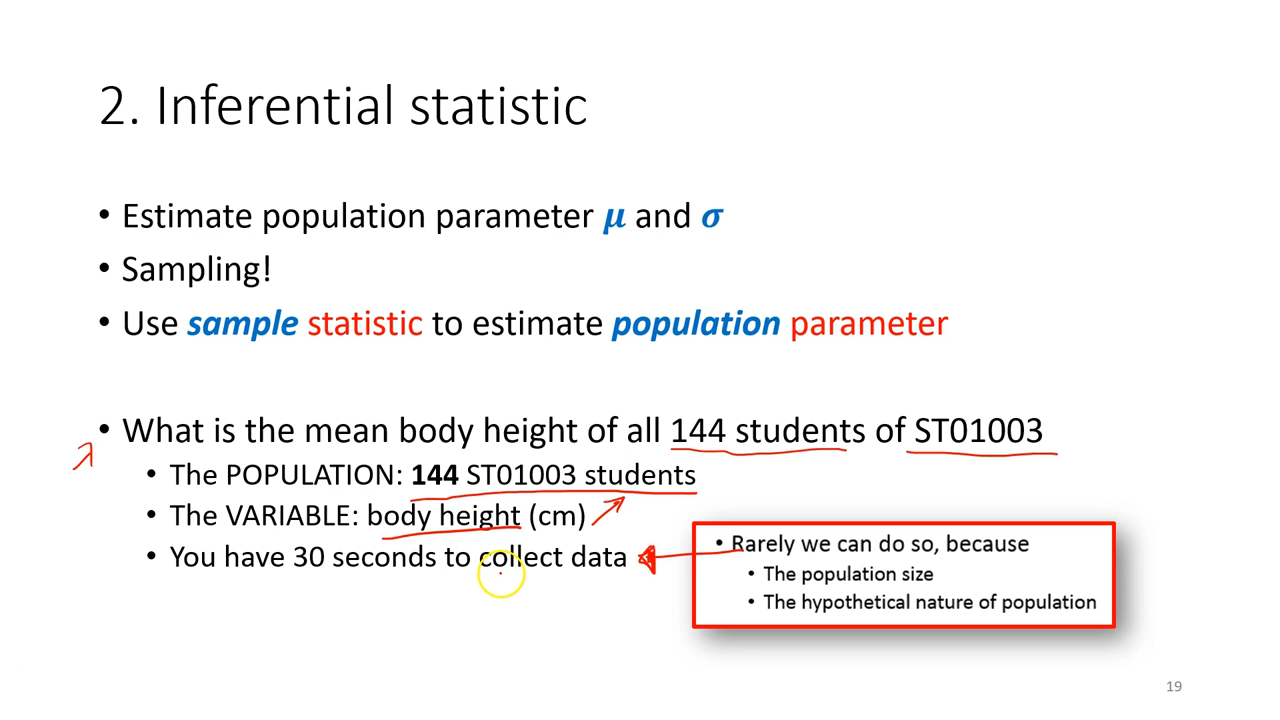 2. Inferential statistic
• Estimate population parameter μ and σ
• Sampling!
• Use sample statistic to estimate population parameter
• What is the mean body height of all 144 students of ST01003
• The POPULATION: 144 ST01003 students
• The VARIABLE: body height (cm)
• You have 30 seconds to collect data
• Rarely we can do so, because
• The population size
• The hypothetical nature of population
19